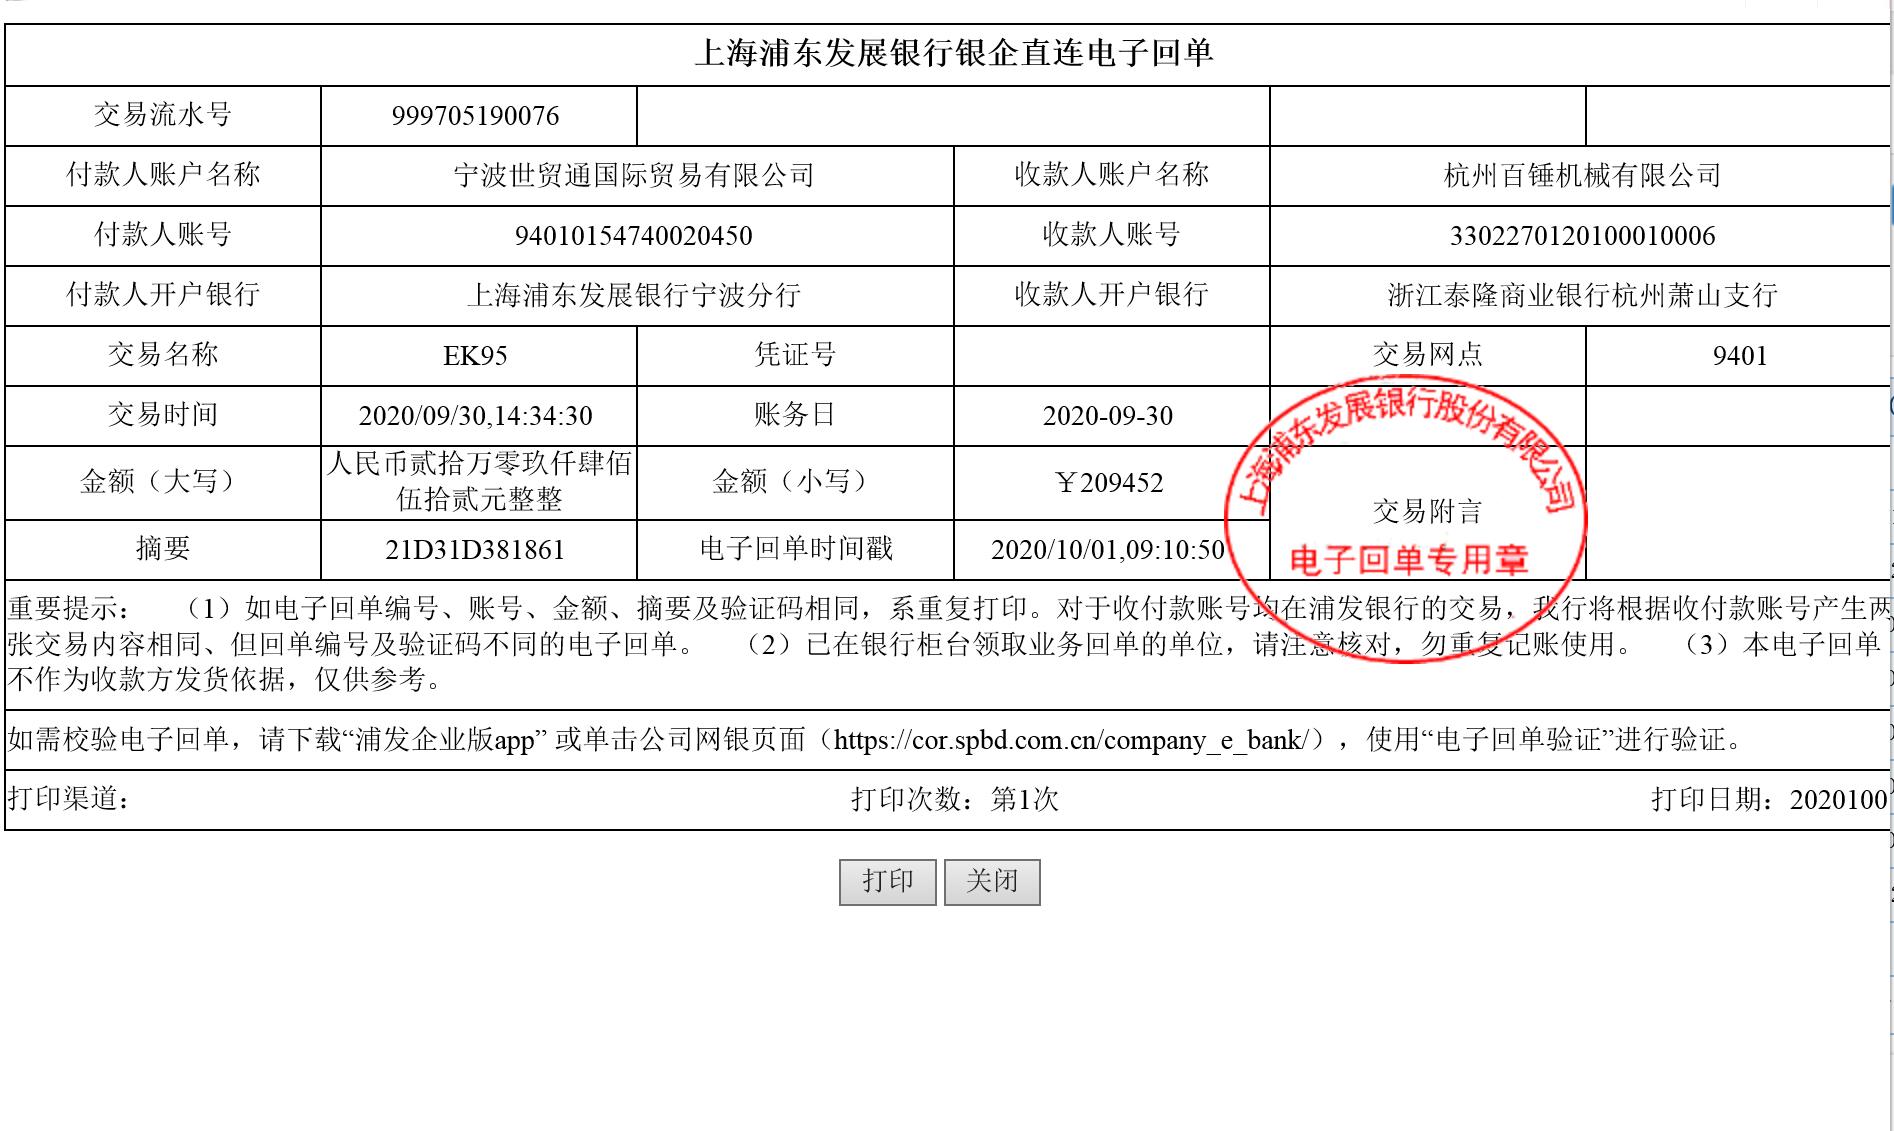 上海浦东发展银行银企直连电子回单
交易流水号 999705190076
付款人账户名称 宁波世贸通国际贸易有限公司 收款人账户名称 杭州百锤机械有限公司
付款人账号 94010154740020450 收款人账号 3302270120100010006
付款人开户银行 上海浦东发展银行宁波分行 收款人开户银行 浙江泰隆商业银行杭州萧山支行
交易名称 EK95 凭证号 交易网点 9401
交易时间 2020/09/30,14:34:30 账务日 2020-09-30
金额（大写） 人民币贰拾万零玖仟肆佰
伍拾贰元整整 金额（小写） ￥209452
交易附言
摘要 21D31D381861 电子回单时间戳 2020/10/01,09:10:50
上海浦东发展银行股份有限公司
电子回单专用章
重要提示： （1）如电子回单编号、账号、金额、摘要及验证码相同，系重复打印。对于收付款账号均在浦发银行的交易，我行将根据收付款账号产生两
张交易内容相同、但回单编号及验证码不同的电子回单。 （2）已在银行柜台领取业务回单的单位，请注意核对，勿重复记账使用。 （3）本电子回单
不作为收款方发货依据，仅供参考。
如需校验电子回单，请下载“浦发企业版app” 或单击公司网银页面（https://cor.spbd.com.cn/company_e_bank/），使用“电子回单验证”进行验证。
打印渠道： 打印次数：第1次 打印日期：2020100
打印 关闭